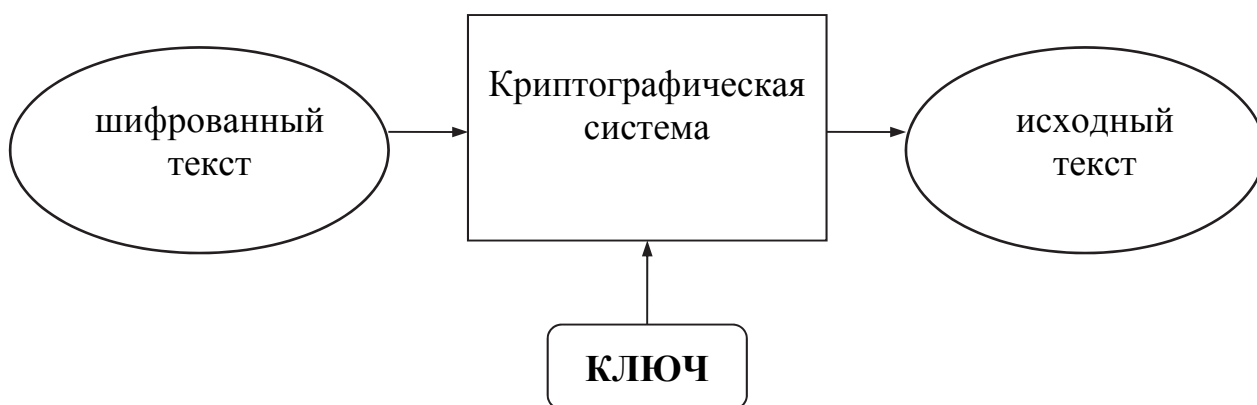 шифрованный
текст
Криптографическая
система
исходный
текст
КЛЮЧ